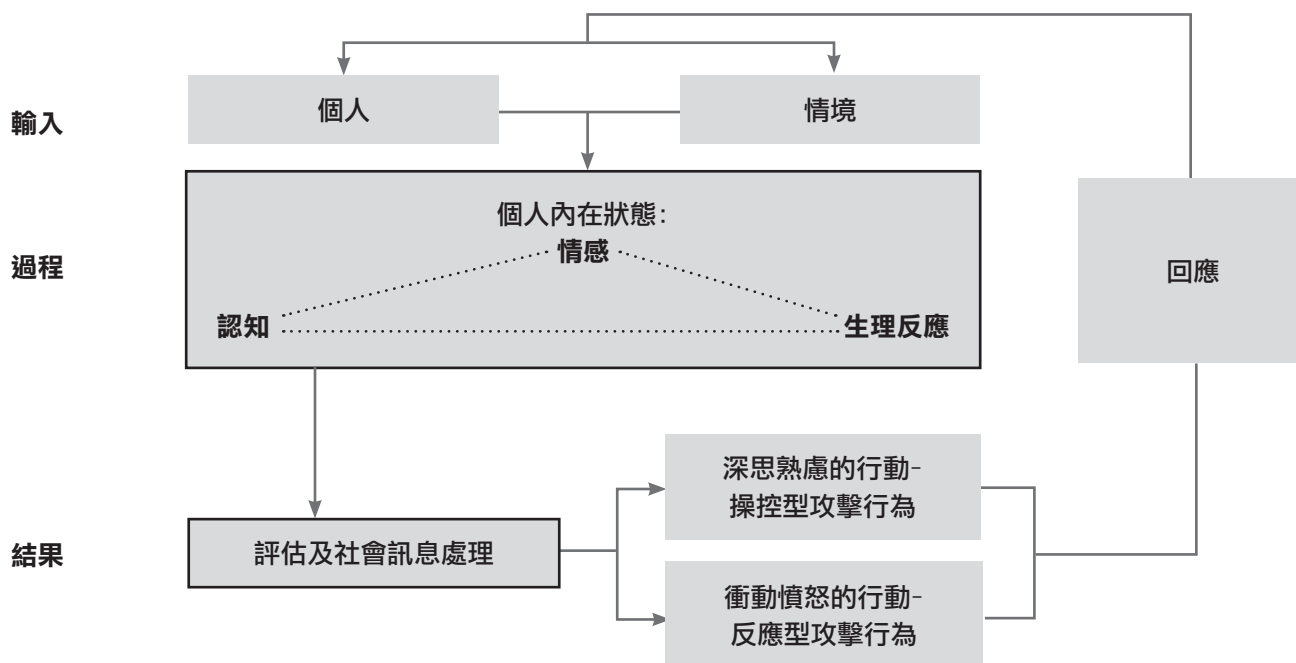 輸入
個人
情境
過程
個人內在狀態：
情感
認知
生理反應
回應
結果
評估及社會訊息處理
深思熟慮的行動-
操控型攻擊行為
衝動憤怒的行動-
反應型攻擊行為